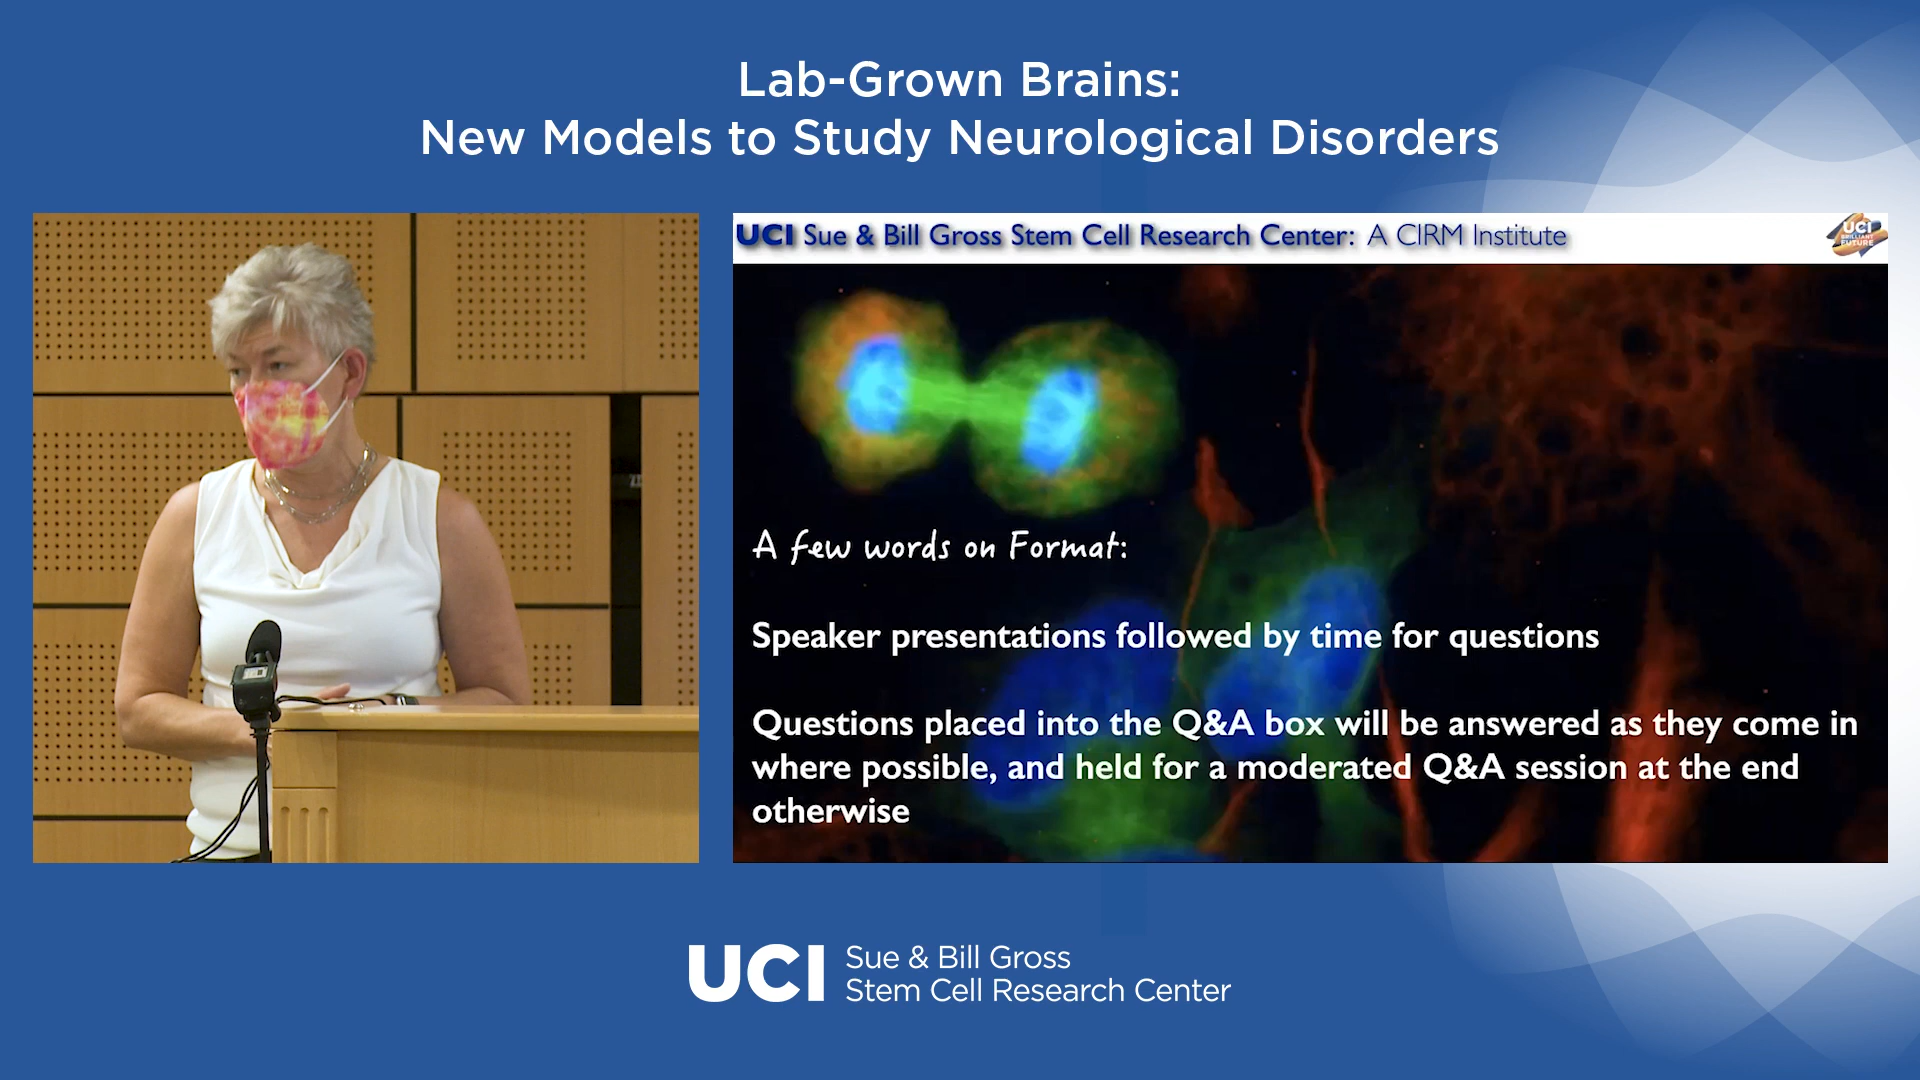 Lab-Grown Brains:
New Models to Study Neurological Disorders
UCI Sue & Bill Gross Stem Cell Research Center: A CIRM Institute
UCI
BRILLIANT
FUTURE
A few words on Format:
Speaker presentations followed by time for questions
Questions placed into the Q&A box will be answered as they come in
where possible, and held for a moderated Q&A session at the end
otherwise
UCI
Sue & Bill Gross
Stem Cell Research Center